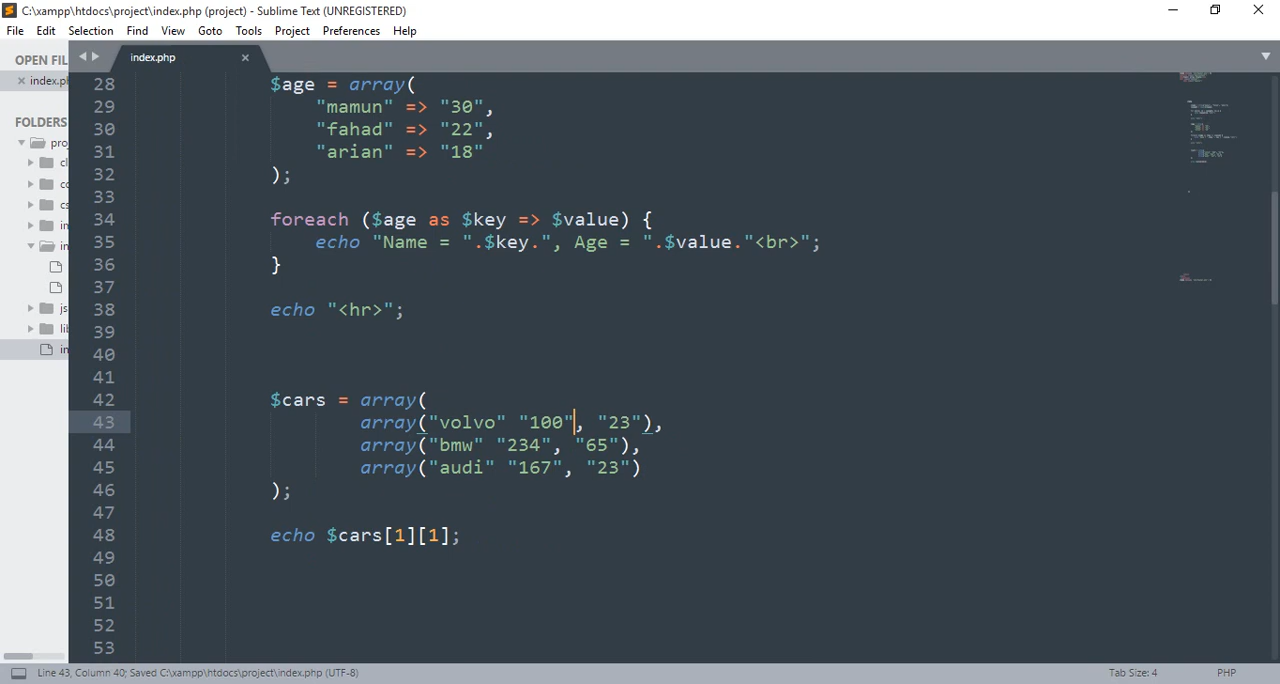 C:\xampp\htdocs\project\index.php (project) - Sublime Text (UNREGISTERED)
File Edit Selection View Goto Tools Project Preferences Help
OPEN FIL
index.ph
FOLDERS
proj
cl
co
cs
in
in
js
lib
in
index.php
28 $age = array(
29 "mamun" => "30",
30 "fahad" => "22",
31 "arian" => "18"
32 );
33
34 foreach ($age as $key => $value) {
35 echo "Name = ".$key.", Age = ".$value."<br>";
36 }
37
38 echo "<hr>";
39
40
41
42 $cars = array(
43 array("volvo" "100", "23"),
44 array("bmw" "234", "65"),
45 array("audi" "167", "23")
46 );
47
48 echo $cars[1][1];
49
50
51
52
53
Line 43, Column 40; Saved C:\xampp\htdocs\project\index.php (UTF-8)
Tab Size: 4
PHP